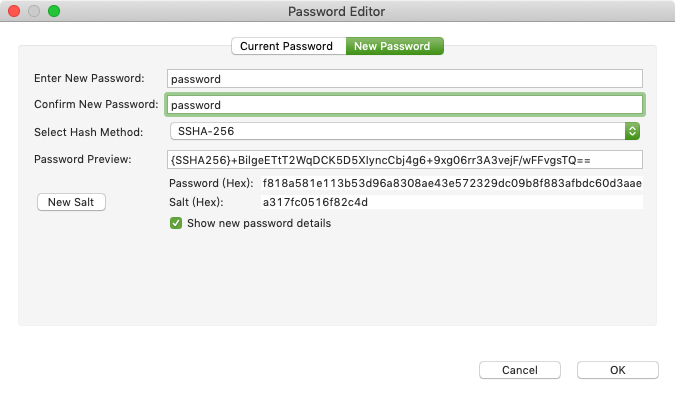 Password Editor
Current Password New Password
Enter New Password: password
Confirm New Password: password
Select Hash Method: SSHA-256
Password Preview: {SSHA256}+BilgeETtT2WqDCK5D5XIyncCbj4g6+9xg06rr3A3vejF/wFFvgsTQ==
Password (Hex): f818a581e113b53d96a8308ae43e572329dc09b8f883afbdc60d3aae
New Salt Salt (Hex): a317fc0516f82c4d
Show new password details
Cancel OK